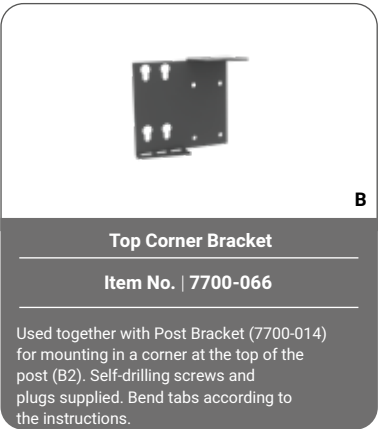 B
Top Corner Bracket
Item No. | 7700-066
Used together with Post Bracket (7700-014)
for mounting in a corner at the top of the
post (B2). Self-drilling screws and
plugs supplied. Bend tabs according to
the instructions.